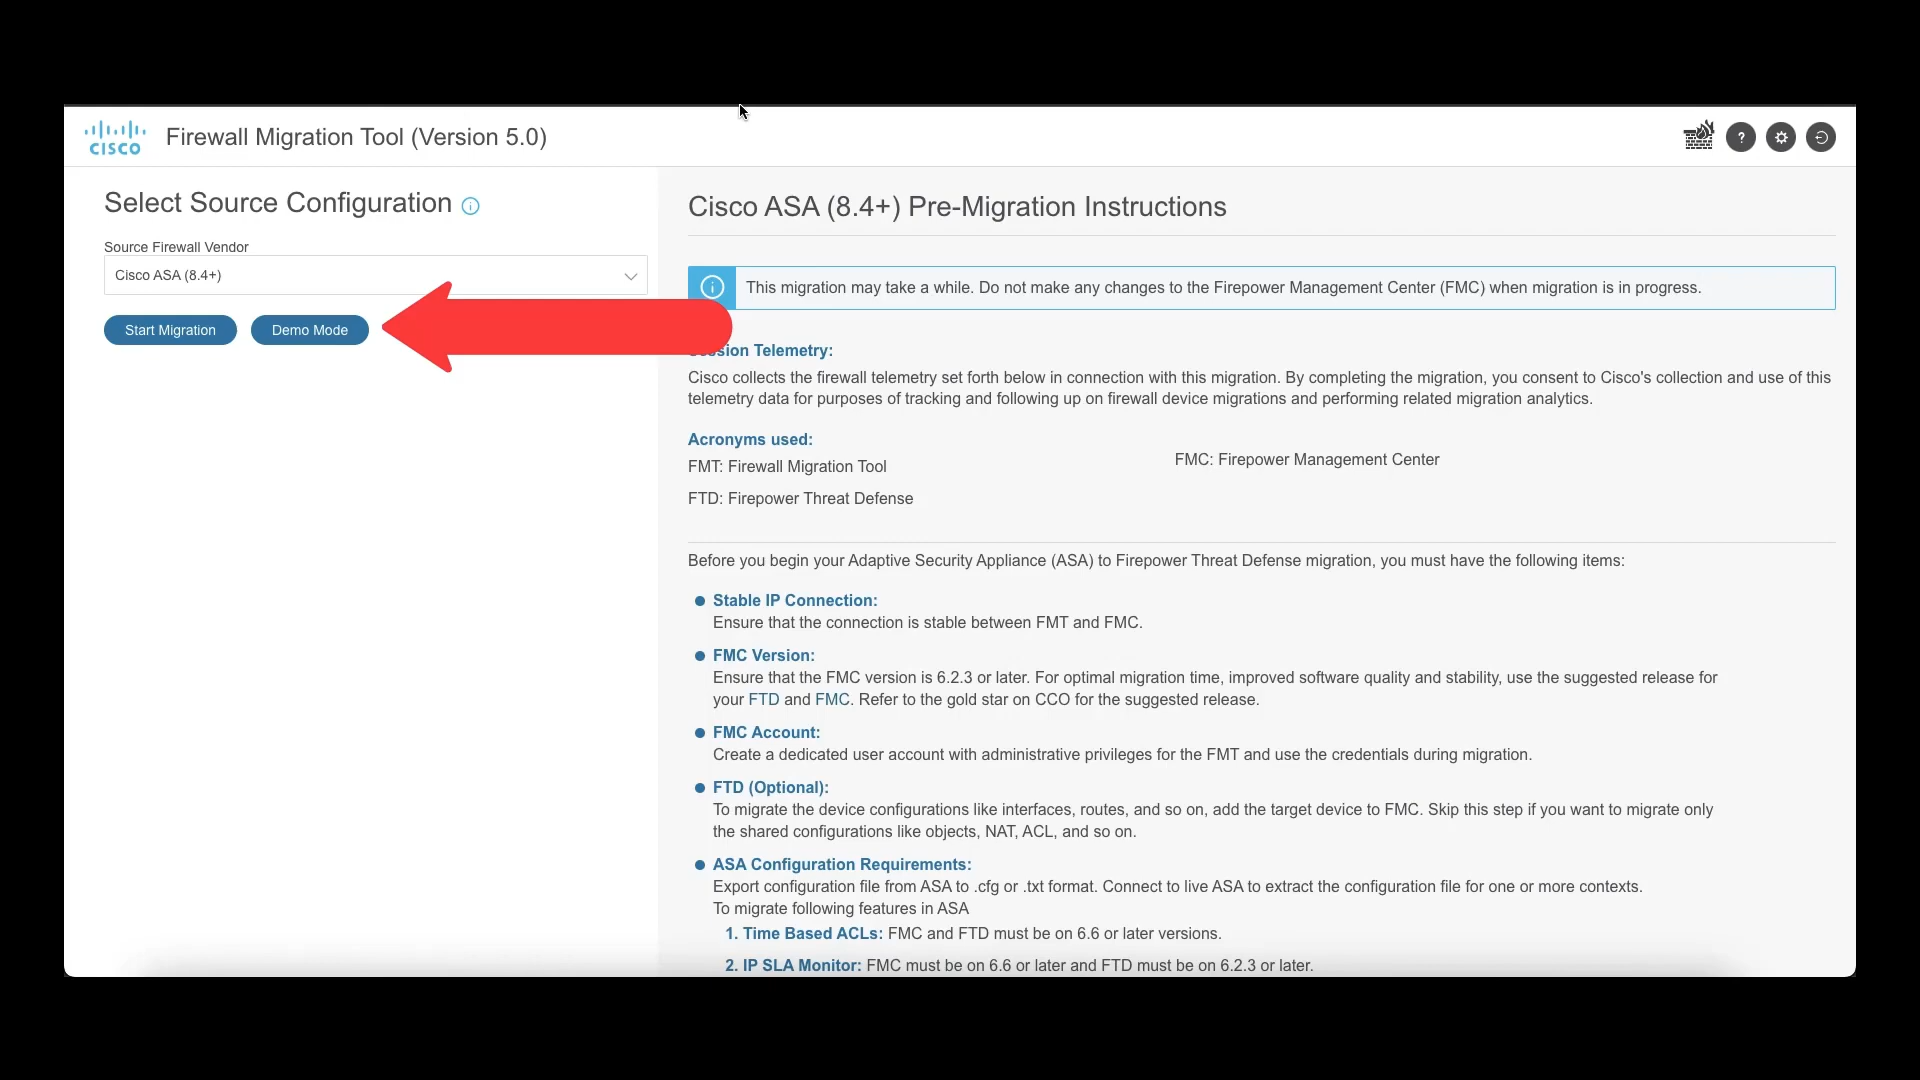 CISCO
Firewall Migration Tool (Version 5.0)
?
Select Source Configuration
Source Firewall Vendor
Cisco ASA (8.4+)
Start Migration
Demo Mode
Cisco ASA (8.4+) Pre-Migration Instructions
This migration may take a while. Do not make any changes to the Firepower Management Center (FMC) when migration is in progress.
Telemetry:
Cisco collects the firewall telemetry set forth below in connection with this migration. By completing the migration, you consent to Cisco's collection and use of this
telemetry data for purposes of tracking and following up on firewall device migrations and performing related migration analytics.
Acronyms used:
FMT: Firewall Migration Tool
FMC: Firepower Management Center
FTD: Firepower Threat Defense
Before you begin your Adaptive Security Appliance (ASA) to Firepower Threat Defense migration, you must have the following items:
Stable IP Connection:
Ensure that the connection is stable between FMT and FMC.
FMC Version:
Ensure that the FMC version is 6.2.3 or later. For optimal migration time, improved software quality and stability, use the suggested release for
your FTD and FMC. Refer to the gold star on CCO for the suggested release.
FMC Account:
Create a dedicated user account with administrative privileges for the FMT and use the credentials during migration.
FTD (Optional):
To migrate the device configurations like interfaces, routes, and so on, add the target device to FMC. Skip this step if you want to migrate only
the shared configurations like objects, NAT, ACL, and so on.
ASA Configuration Requirements:
Export configuration file from ASA to .cfg or .txt format. Connect to live ASA to extract the configuration file for one or more contexts.
To migrate following features in ASA
1. Time Based ACLs: FMC and FTD must be on 6.6 or later versions.
2. IP SLA Monitor: FMC must be on 6.6 or later and FTD must be on 6.2.3 or later.